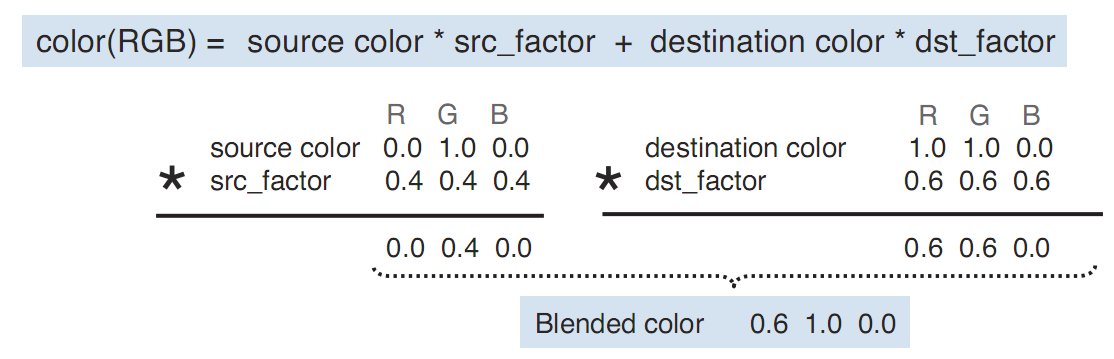 color(RGB) = source color * src_factor + destination color * dst_factor
R G B R G B
source color 0.0 1.0 0.0 destination color 1.0 1.0 0.0
* src_factor 0.4 0.4 0.4 * dst_factor 0.6 0.6 0.6
0.0 0.4 0.0 0.6 0.6 0.0
Blended color 0.6 1.0 0.0